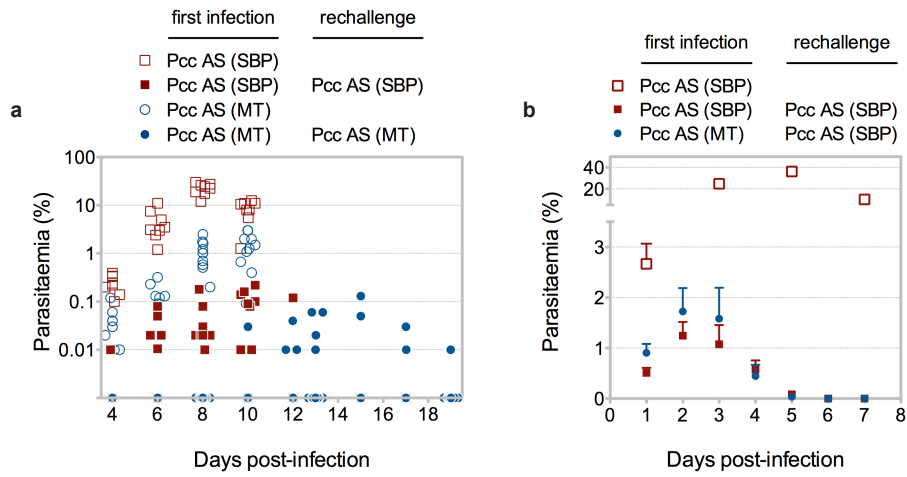 first infection rechallenge
Pcc AS (SBP)
Pcc AS (SBP) Pcc AS (SBP)
Pcc AS (MT)
Pcc AS (MT) Pcc AS (MT)
a
100
10
1
0.1
0.01
Parasitaemia (%)
4 6 8 10 12 14 16 18
Days post-infection
first infection rechallenge
Pcc AS (SBP)
Pcc AS (SBP) Pcc AS (SBP)
Pcc AS (MT) Pcc AS (SBP)
b
40
20
3
2
1
0
Parasitaemia (%)
0 1 2 3 4 5 6 7 8
Days post-infection